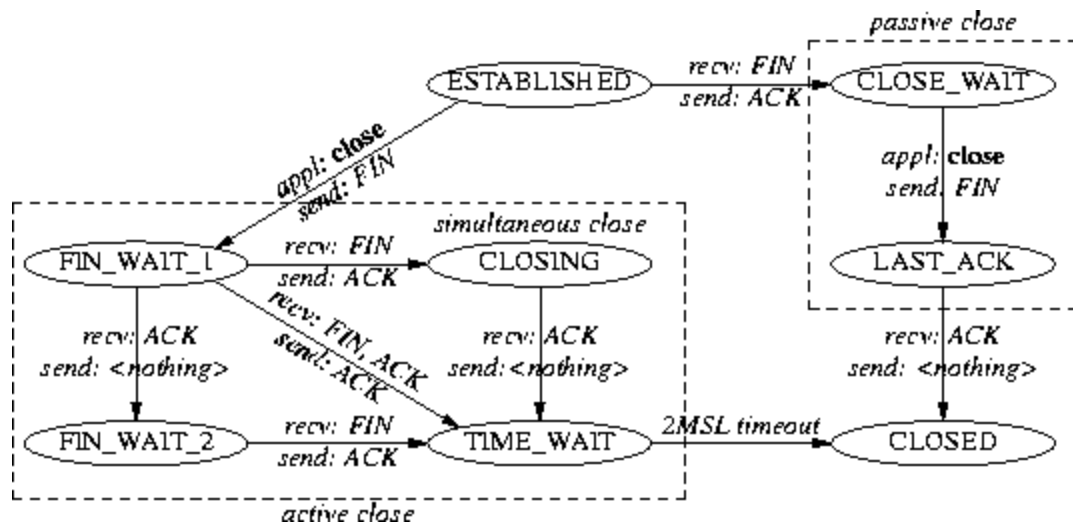 passive close
ESTABLISHED
recv: FIN
send: ACK
CLOSE_WAIT
appl: close
send: FIN
appl: close
send: FIN
simultaneous close
FIN_WAIT_1
recv: FIN
send: ACK
CLOSING
LAST_ACK
recv: FIN, ACK
send: ACK
recv: ACK
send: <nothing>
recv: ACK
send: <nothing>
recv: ACK
send: <nothing>
FIN_WAIT_2
recv: FIN
send: ACK
TIME_WAIT
2MSL timeout
CLOSED
active close